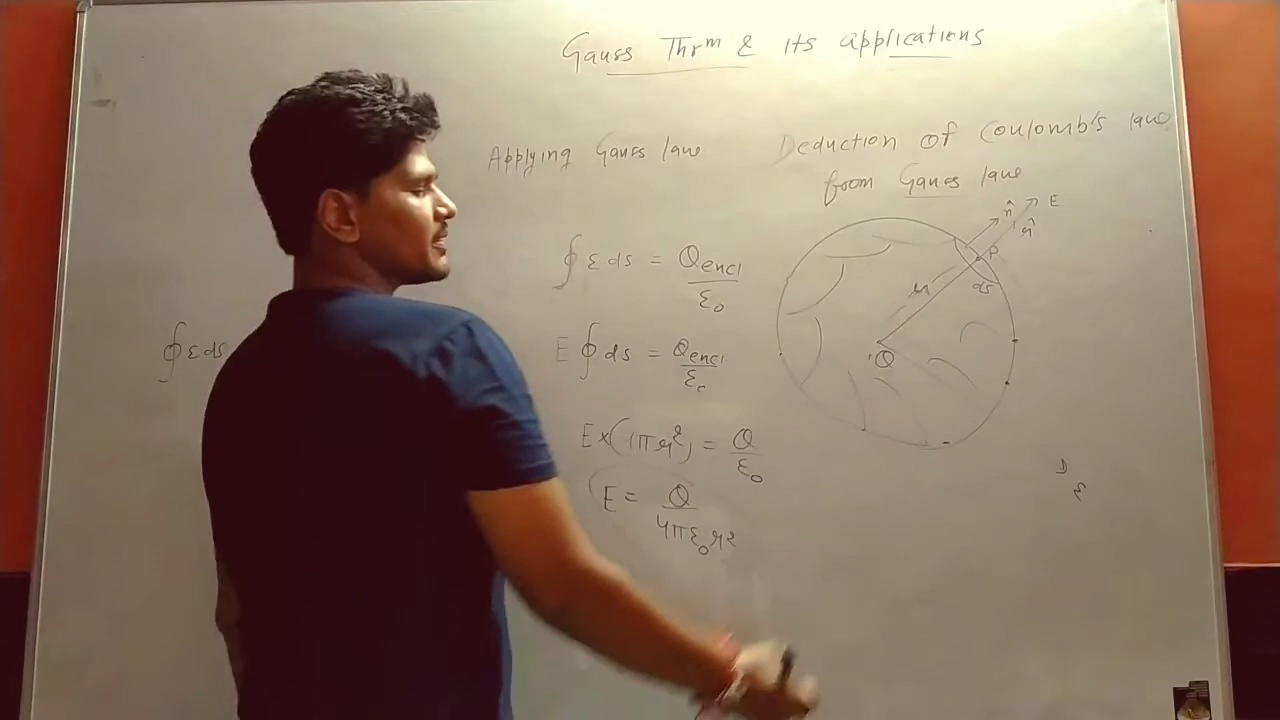 Gauss Thrm & its applications
Applying Gauss law
Deduction of Coulomb's law
from Gauss law
∮ε ds = Qencl/ε₀
E∮ds = Qencl/ε₀
E×(4πr²) = Q/ε₀
E = Q/4πε₀r²
∮ε ds
n̂ E
r̂
P
r ds
Q